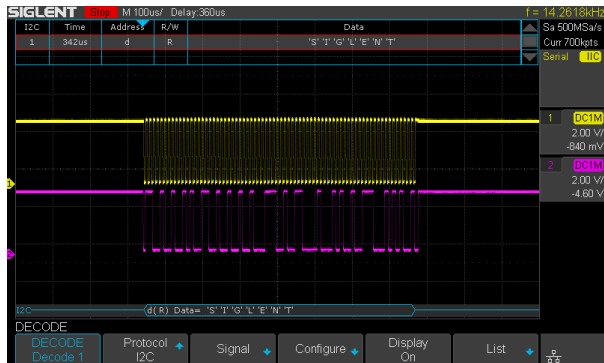 SIGLENT Stop M 100us/ Delay:360us f = 14.2618kHz
Sa 500MSa/s
Curr 700kpts
I2C Time Address R/W Data
1 342us d R 'S' 'I' 'G' 'L' 'E' 'N' 'T'
Serial IIC
1 DC1M
2.00 V/
-840 mV
2 DC1M
2.00 V/
-4.60 V
1
2
I2C d( R) Data= 'S' 'I' 'G' 'L' 'E' 'N' 'T'
DECODE
DECODE Protocol Signal Configure Display List
Decode 1 I2C On